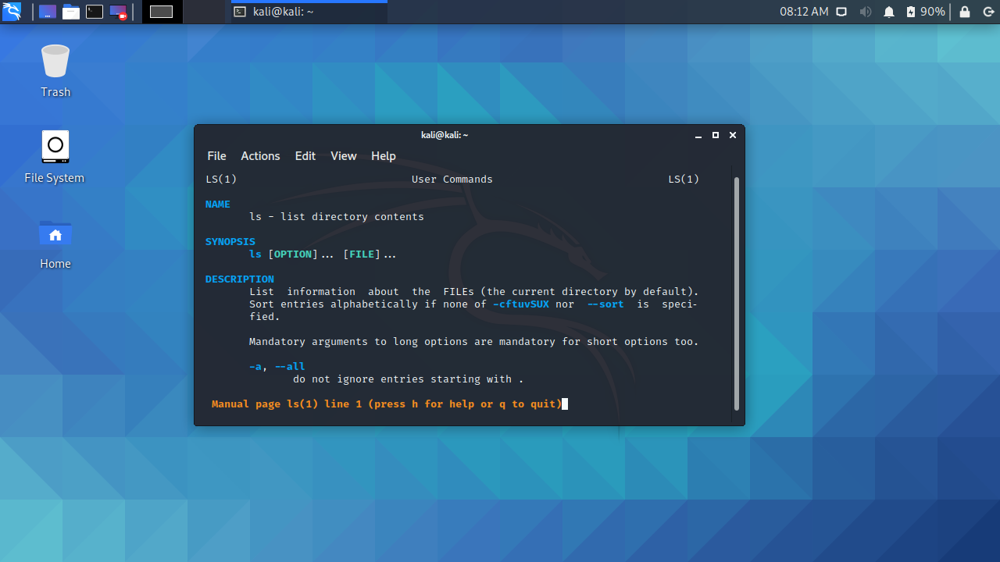 kali@kali: ~
08:12 AM
90%
Trash
File System
Home
kali@kali: ~
File Actions Edit View Help
LS(1) User Commands LS(1)
NAME
ls - list directory contents
SYNOPSIS
ls [OPTION]... [FILE]...
DESCRIPTION
List information about the FILEs (the current directory by default).
Sort entries alphabetically if none of -cftuvSUX nor --sort is speci-
fied.
Mandatory arguments to long options are mandatory for short options too.
-a, --all
do not ignore entries starting with .
Manual page ls(1) line 1 (press h for help or q to quit)